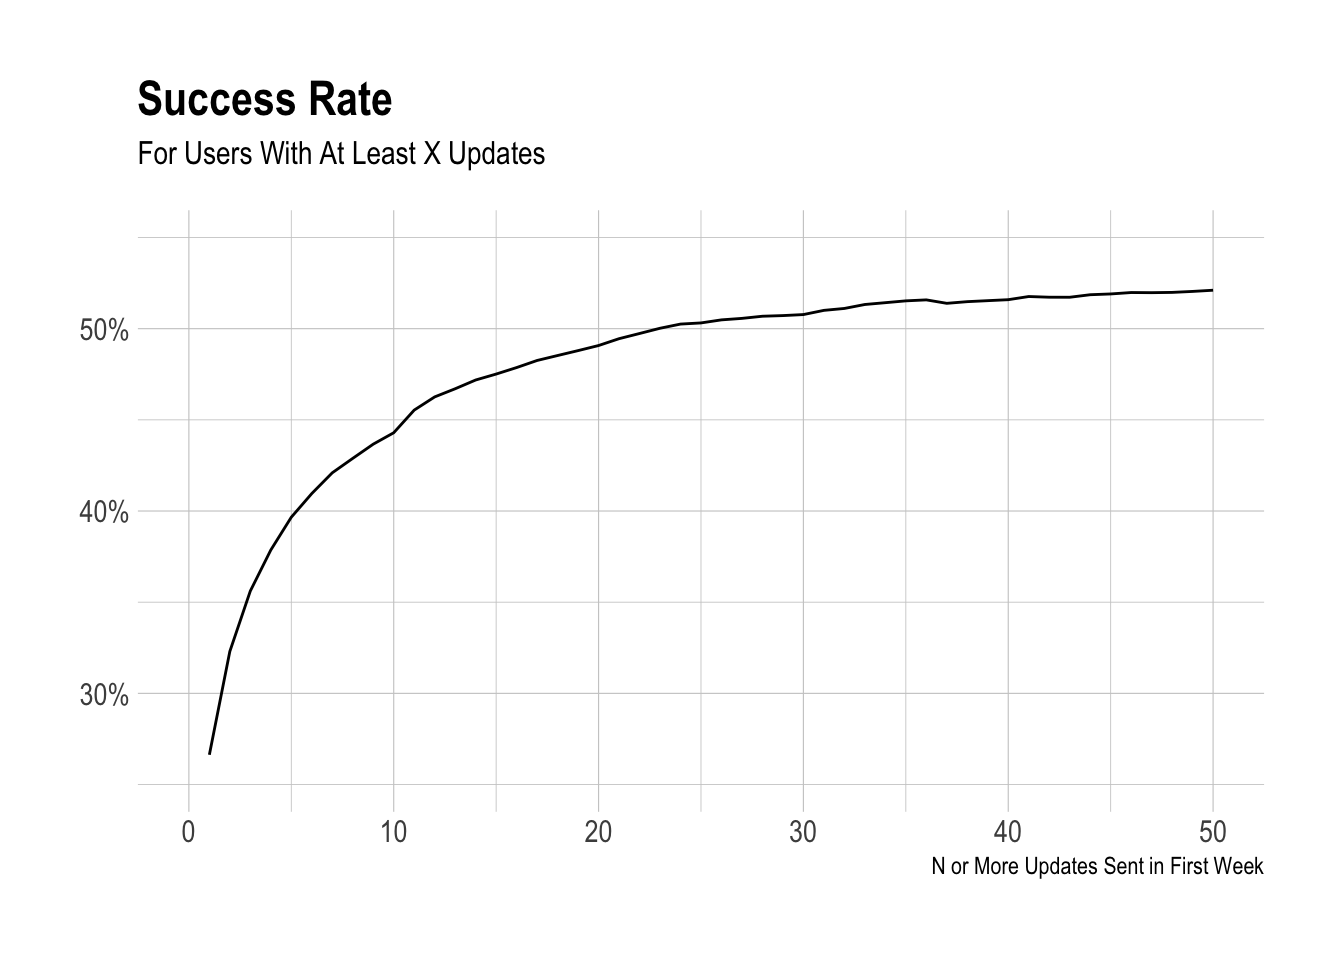 Success Rate
For Users With At Least X Updates
50%
40%
30%
0 10 20 30 40 50
N or More Updates Sent in First Week